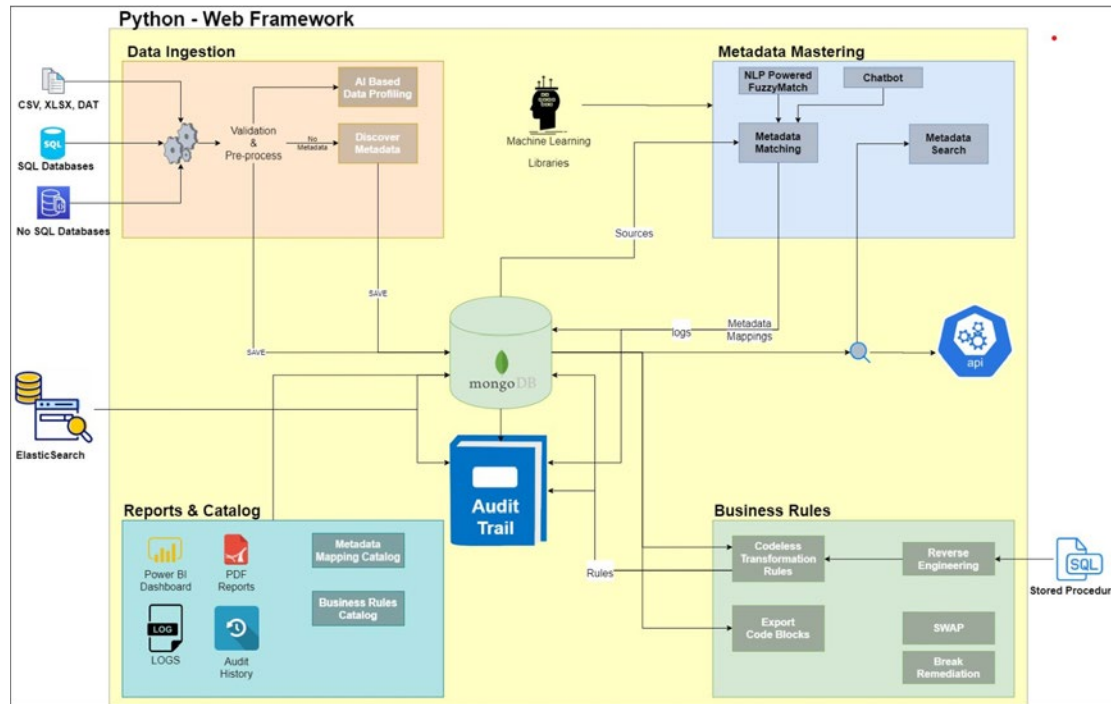 Python - Web Framework
Data Ingestion
CSV, XLSX, DAT
SQL
SQL Databases
No SQL Databases
Validation
&
Pre-process
No
Metadata
AI Based
Data Profiling
Discover
Metadata
SAVE
SAVE
Machine Learning
Libraries
Metadata Mastering
NLP Powered
FuzzyMatch
Chatbot
Metadata
Matching
Metadata
Search
Sources
logs
Metadata
Mappings
mongoDB
api
ElasticSearch
Audit
Trail
Reports & Catalog
Power BI
Dashboard
PDF
Reports
LOG
LOGS
Audit
History
Metadata
Mapping Catalog
Business Rules
Catalog
Rules
Business Rules
Codeless
Transformation
Rules
Reverse
Engineering
Export
Code Blocks
SWAP
Break
Remediation
SQL
Stored Procedur